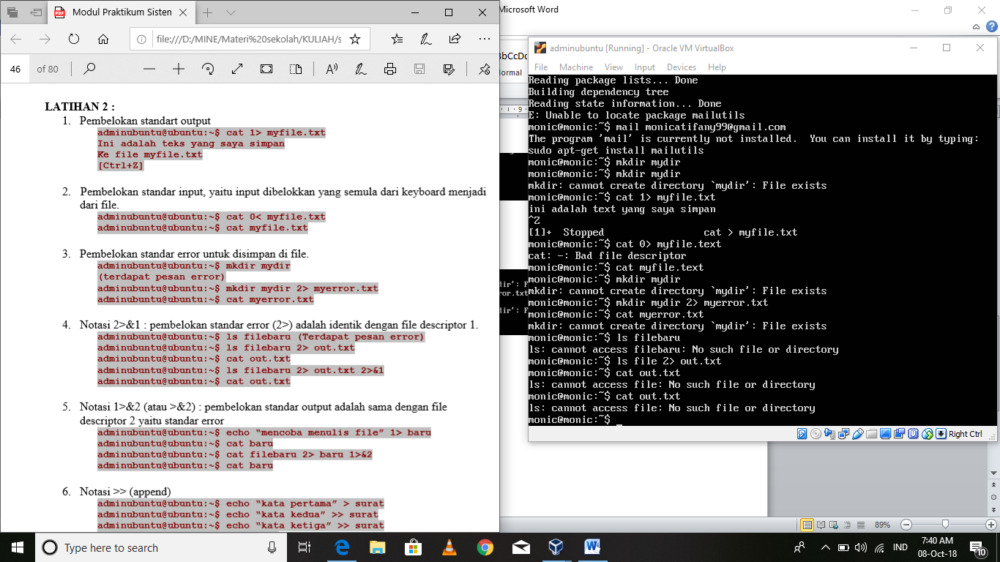 Modul Praktikum Sisten
file:///D:/MINE/Materi%20sekolah/KULIAH/s
46 of 80
LATIHAN 2 :
1. Pembelokan standart output
adminubuntu@ubuntu:~$ cat 1> myfile.txt
Ini adalah teks yang saya simpan
Ke file myfile.txt
[Ctrl+Z]
2. Pembelokan standar input, yaitu input dibelokkan yang semula dari keyboard menjadi
dari file.
adminubuntu@ubuntu:~$ cat 0< myfile.txt
adminubuntu@ubuntu:~$ cat myfile.txt
3. Pembelokan standar error untuk disimpan di file.
adminubuntu@ubuntu:~$ mkdir mydir
(terdapat pesan error)
adminubuntu@ubuntu:~$ mkdir mydir 2> myerror.txt
adminubuntu@ubuntu:~$ cat myerror.txt
4. Notasi 2>&1 : pembelokan standar error (2>) adalah identik dengan file descriptor 1.
adminubuntu@ubuntu:~$ ls filebaru (Terdapat pesan error)
adminubuntu@ubuntu:~$ ls filebaru 2> out.txt
adminubuntu@ubuntu:~$ cat out.txt
adminubuntu@ubuntu:~$ ls filebaru 2> out.txt 2>&1
adminubuntu@ubuntu:~$ cat out.txt
5. Notasi 1>&2 (atau >&2) : pembelokan standar output adalah sama dengan file
descriptor 2 yaitu standar error
adminubuntu@ubuntu:~$ echo “mencoba menulis file” 1> baru
adminubuntu@ubuntu:~$ cat baru
adminubuntu@ubuntu:~$ cat filebaru 2> baru 1>&2
adminubuntu@ubuntu:~$ cat baru
6. Notasi >> (append)
adminubuntu@ubuntu:~$ echo “kata pertama” > surat
adminubuntu@ubuntu:~$ echo “kata kedua” >> surat
adminubuntu@ubuntu:~$ echo “kata ketiga” >> surat
Microsoft Word
bCcDc
ormal
· 9 ·
dir': F
ror.txt
dir': F
adminubuntu [Running] - Oracle VM VirtualBox
File Machine View Input Devices Help
Reading package lists... Done
Building dependency tree
Reading state information... Done
E: Unable to locate package mailutils
monic@monic:~$ mail monicatifany99@gmail.com
The program 'mail' is currently not installed.  You can install it by typing:
sudo apt-get install mailutils
monic@monic:~$ mkdir mydir
monic@monic:~$ mkdir mydir
mkdir: cannot create directory `mydir': File exists
monic@monic:~$ cat 1> myfile.txt
ini adalah text yang saya simpan
^Z
[1]+  Stopped                 cat > myfile.txt
monic@monic:~$ cat 0> myfile.text
cat: -: Bad file descriptor
monic@monic:~$ cat myfile.text
monic@monic:~$ mkdir mydir
mkdir: cannot create directory `mydir': File exists
monic@monic:~$ mkdir mydir 2> myerror.txt
monic@monic:~$ cat myerror.txt
mkdir: cannot create directory `mydir': File exists
monic@monic:~$ ls filebaru
ls: cannot access filebaru: No such file or directory
monic@monic:~$ ls file 2> out.txt
monic@monic:~$ cat out.txt
ls: cannot access file: No such file or directory
monic@monic:~$ cat out.txt
ls: cannot access file: No such file or directory
monic@monic:~$ _
Right Ctrl
89%
Type here to search
IND
7:40 AM
08-Oct-18
10